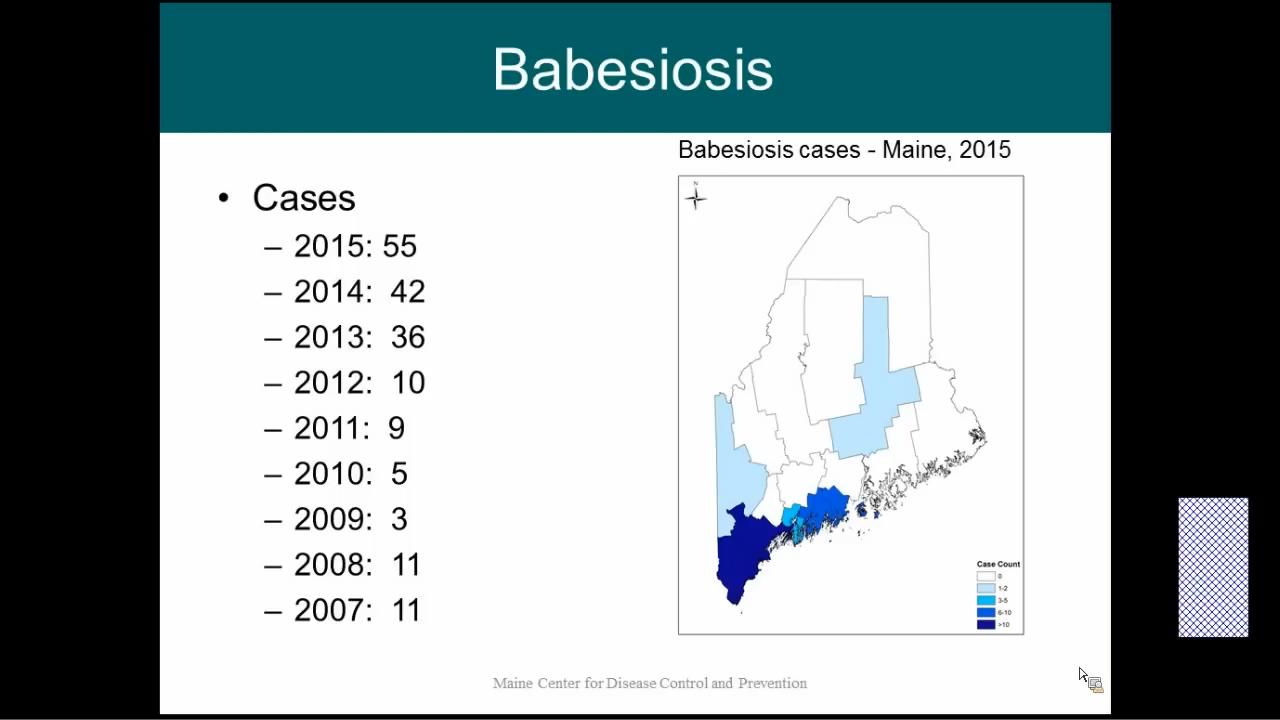 Babesiosis
Babesiosis cases - Maine, 2015
• Cases
– 2015: 55
– 2014: 42
– 2013: 36
– 2012: 10
– 2011: 9
– 2010: 5
– 2009: 3
– 2008: 11
– 2007: 11
N
Case Count
0
1-2
3-5
6-10
>10
Maine Center for Disease Control and Prevention